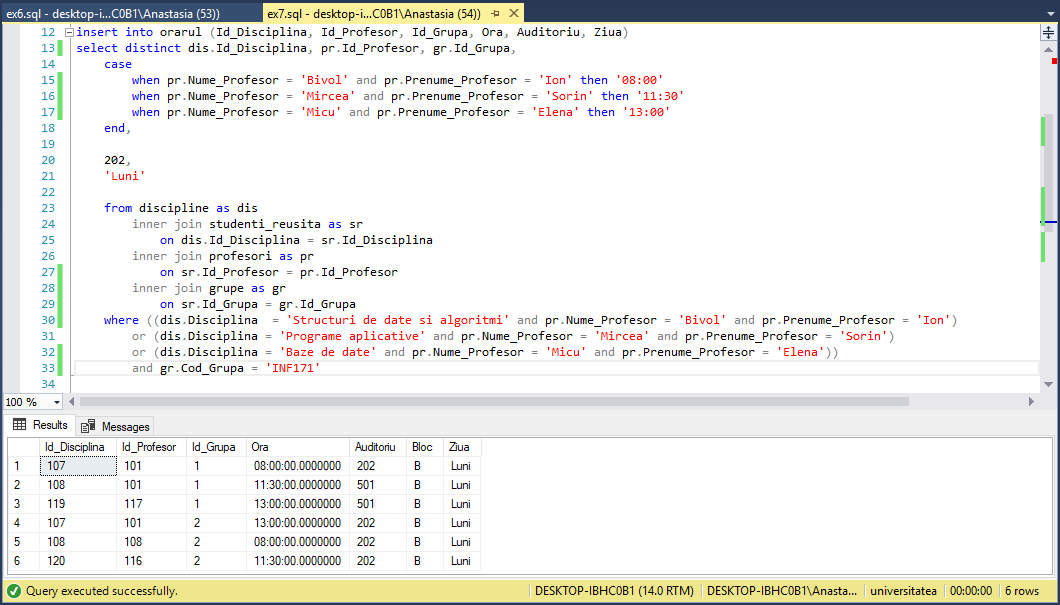 ex6.sql - desktop-i...C0B1\Anastasia (53)) ex7.sql - desktop-i...C0B1\Anastasia (54))
12 insert into orarul (Id_Disciplina, Id_Profesor, Id_Grupa, Ora, Auditoriu, Ziua)
13 select distinct dis.Id_Disciplina, pr.Id_Profesor, gr.Id_Grupa,
14 case
15 when pr.Nume_Profesor = 'Bivol' and pr.Prenume_Profesor = 'Ion' then '08:00'
16 when pr.Nume_Profesor = 'Mircea' and pr.Prenume_Profesor = 'Sorin' then '11:30'
17 when pr.Nume_Profesor = 'Micu' and pr.Prenume_Profesor = 'Elena' then '13:00'
18 end,
19
20 202,
21 'Luni'
22
23 from discipline as dis
24 inner join studenti_reusita as sr
25 on dis.Id_Disciplina = sr.Id_Disciplina
26 inner join profesori as pr
27 on sr.Id_Profesor = pr.Id_Profesor
28 inner join grupe as gr
29 on sr.Id_Grupa = gr.Id_Grupa
30 where ((dis.Disciplina = 'Structuri de date si algoritmi' and pr.Nume_Profesor = 'Bivol' and pr.Prenume_Profesor = 'Ion')
31 or (dis.Disciplina = 'Programe aplicative' and pr.Nume_Profesor = 'Mircea' and pr.Prenume_Profesor = 'Sorin')
32 or (dis.Disciplina = 'Baze de date' and pr.Nume_Profesor = 'Micu' and pr.Prenume_Profesor = 'Elena'))
33 and gr.Cod_Grupa = 'INF171'
34
100 %
Results Messages
Id_Disciplina Id_Profesor Id_Grupa Ora Auditoriu Bloc Ziua
1 107 101 1 08:00:00.0000000 202 B Luni
2 108 101 1 11:30:00.0000000 501 B Luni
3 119 117 1 13:00:00.0000000 501 B Luni
4 107 101 2 13:00:00.0000000 202 B Luni
5 108 108 2 08:00:00.0000000 202 B Luni
6 120 116 2 11:30:00.0000000 202 B Luni
Query executed successfully. DESKTOP-IBHC0B1 (14.0 RTM) DESKTOP-IBHC0B1\Anasta... universitatea 00:00:00 6 rows